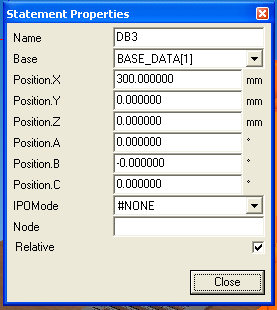 Statement Properties
Name DB3
Base BASE_DATA[1]
Position.X 300.000000 mm
Position.Y 0.000000 mm
Position.Z 0.000000 mm
Position.A 0.000000 °
Position.B -0.000000 °
Position.C 0.000000 °
IPOMode #NONE
Node
Relative
Close